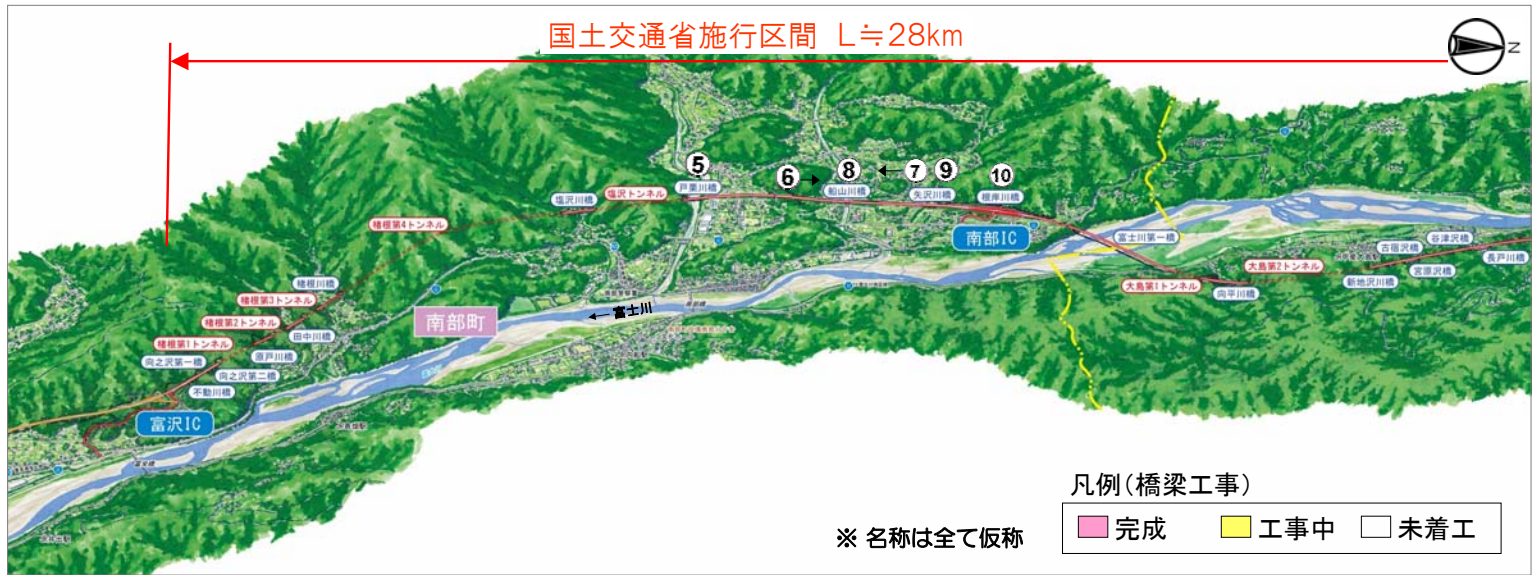 国土交通省施行区間 L≒28km
N
⑤
⑥
⑧
⑦
⑨
⑩
戸栗川橋
船山川橋
矢沢川橋
根岸川橋
塩沢トンネル
塩沢川橋
南部IC
富士川第一橋
楮根第4トンネル
大島第1トンネル
向平川橋
大島第2トンネル
新地沢川橋
古宿沢橋
宮原沢橋
谷津沢橋
長戸川橋
楮根川橋
楮根第3トンネル
楮根第2トンネル
田中川橋
楮根第1トンネル
原戸川橋
向之沢第一橋
向之沢第二橋
不動川橋
富沢IC
南部町
← 富士川
※ 名称は全て仮称
凡例(橋梁工事)
完成 工事中 未着工